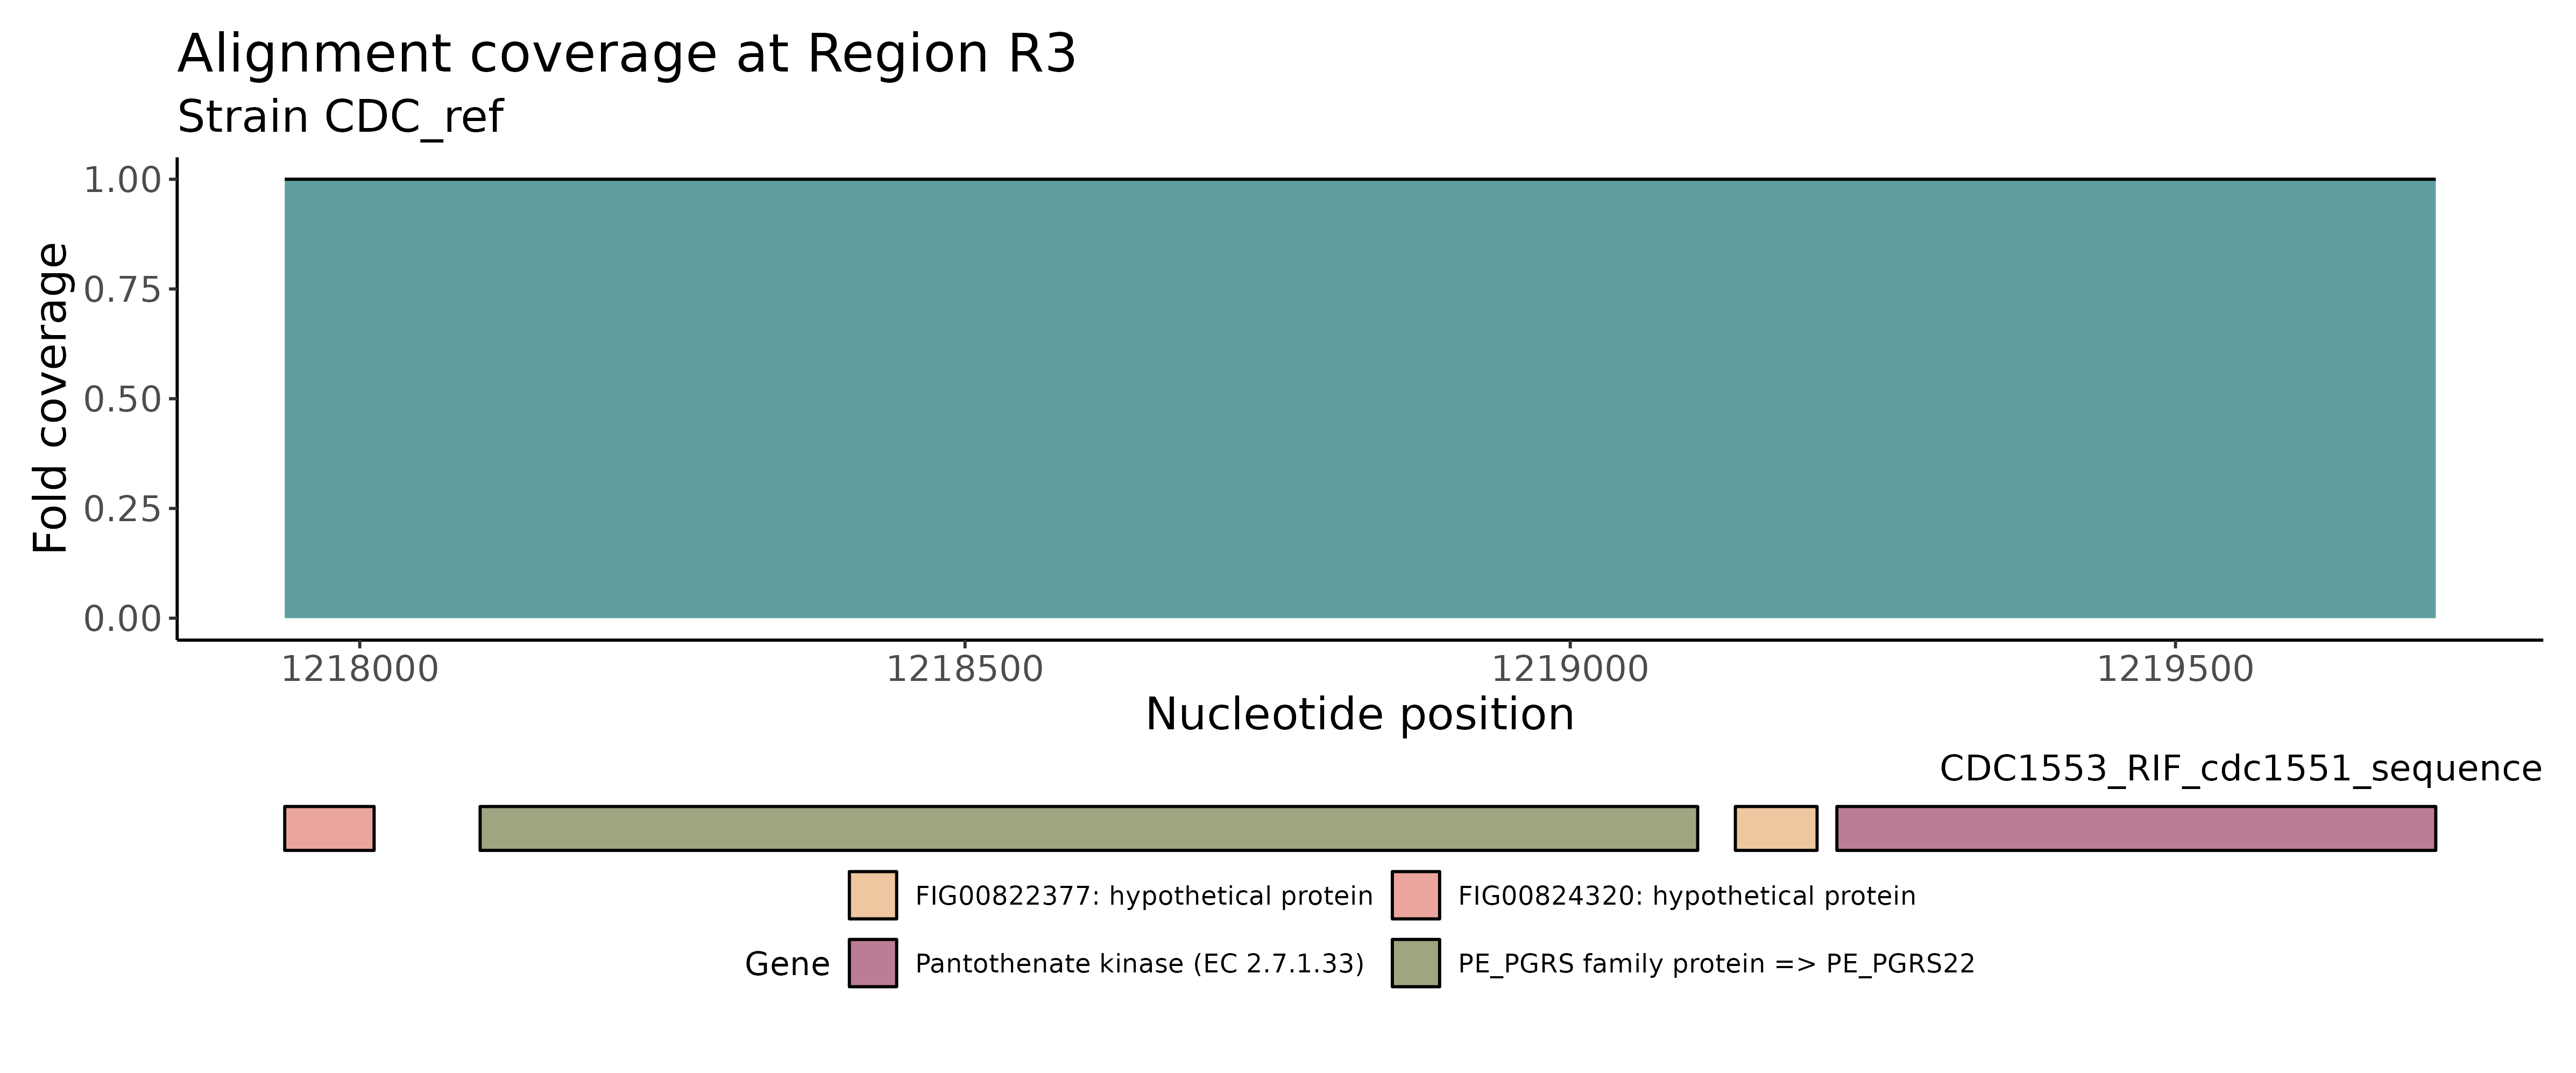 Alignment coverage at Region R3
Strain CDC_ref
Fold coverage
1.00
0.75
0.50
0.25
0.00
1218000 1218500 1219000 1219500
Nucleotide position
CDC1553_RIF_cdc1551_sequence
Gene
FIG00822377: hypothetical protein
FIG00824320: hypothetical protein
Pantothenate kinase (EC 2.7.1.33)
PE_PGRS family protein => PE_PGRS22